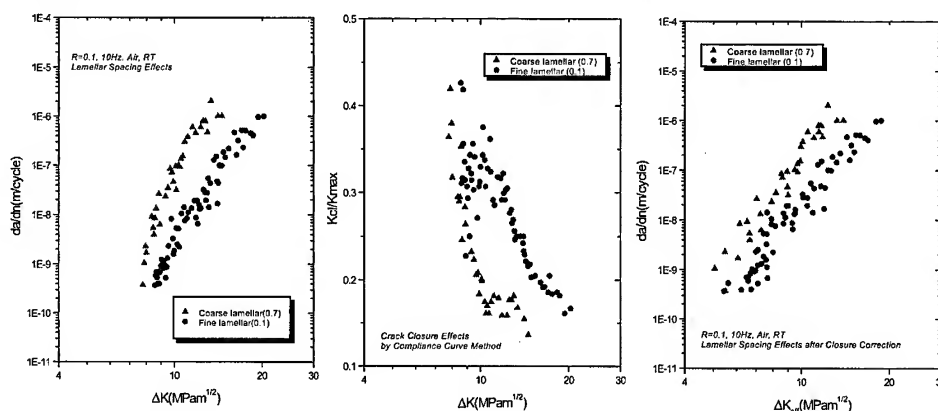 1E-4
1E-5
1E-6
1E-7
1E-8
1E-9
1E-10
1E-11
da/dn(m/cycle)
R=0.1, 10Hz, Air, RT
Lamellar Spacing Effects
Coarse lamellar(0.7)
Fine lamellar(0.1)
4 10 20 30
ΔK(MPam^1/2)
0.5
0.4
0.3
0.2
0.1
Kcl/Kmax
Coarse lamellar(0.7)
Fine lamellar(0.1)
Crack Closure Effects
by Compliance Curve Method
4 10 20 30
ΔK(MPam^1/2)
1E-4
1E-5
1E-6
1E-7
1E-8
1E-9
1E-10
1E-11
da/dn(m/cycle)
Coarse lamellar(0.7)
Fine lamellar(0.1)
R=0.1, 10Hz, Air, RT
Lamellar Spacing Effects after Closure Correction
4 10 20 30
(MPam^1/2)